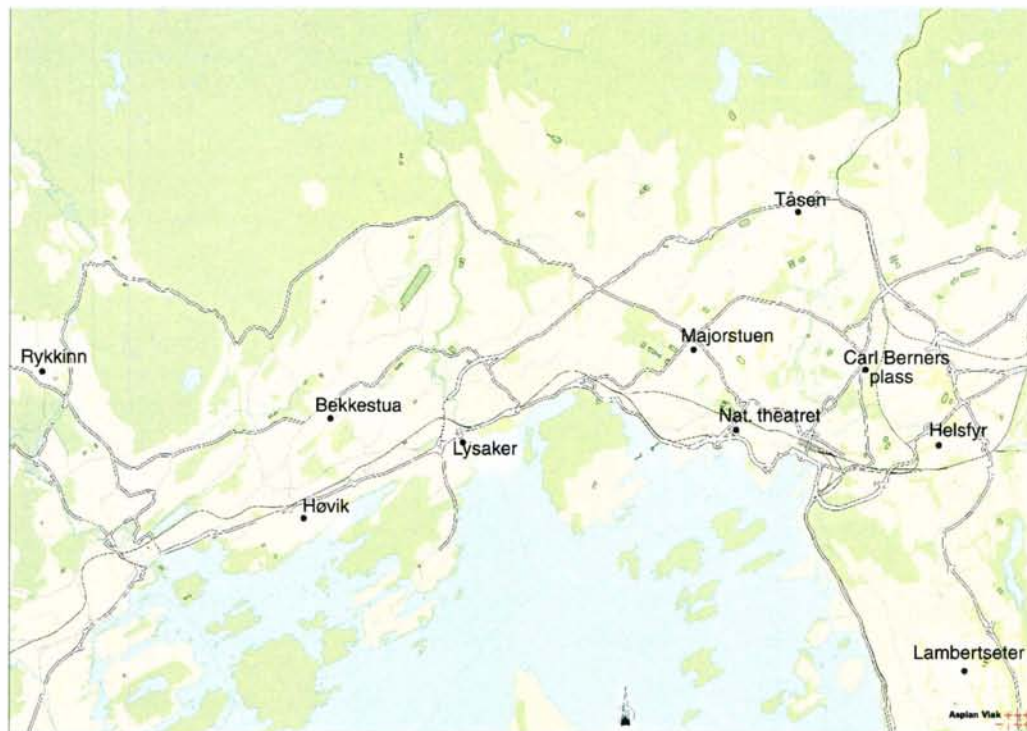 Tåsen
Majorstuen
Rykkinn
Carl Berners
plass
Bekkestua
Nat. theatret
Lysaker
Helsfyr
Høvik
Lambertseter
Asplan Viak